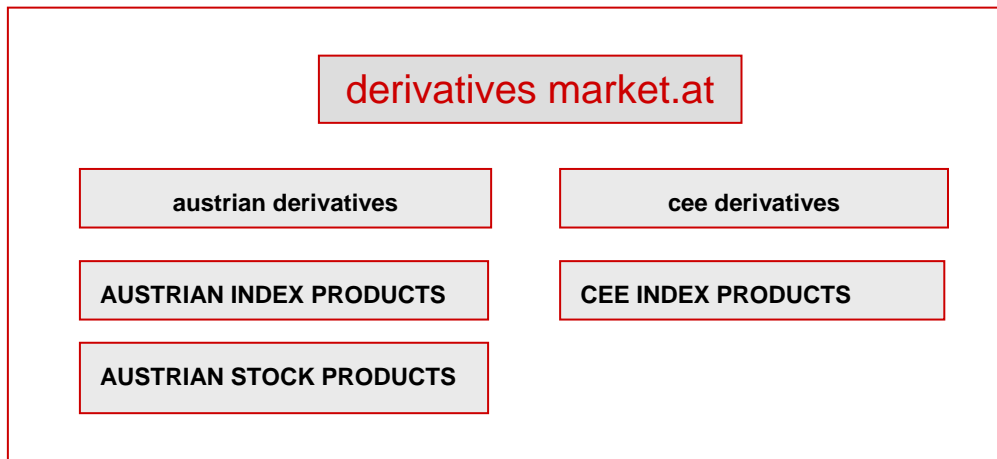 derivatives market.at
austrian derivatives
cee derivatives
AUSTRIAN INDEX PRODUCTS
CEE INDEX PRODUCTS
AUSTRIAN STOCK PRODUCTS